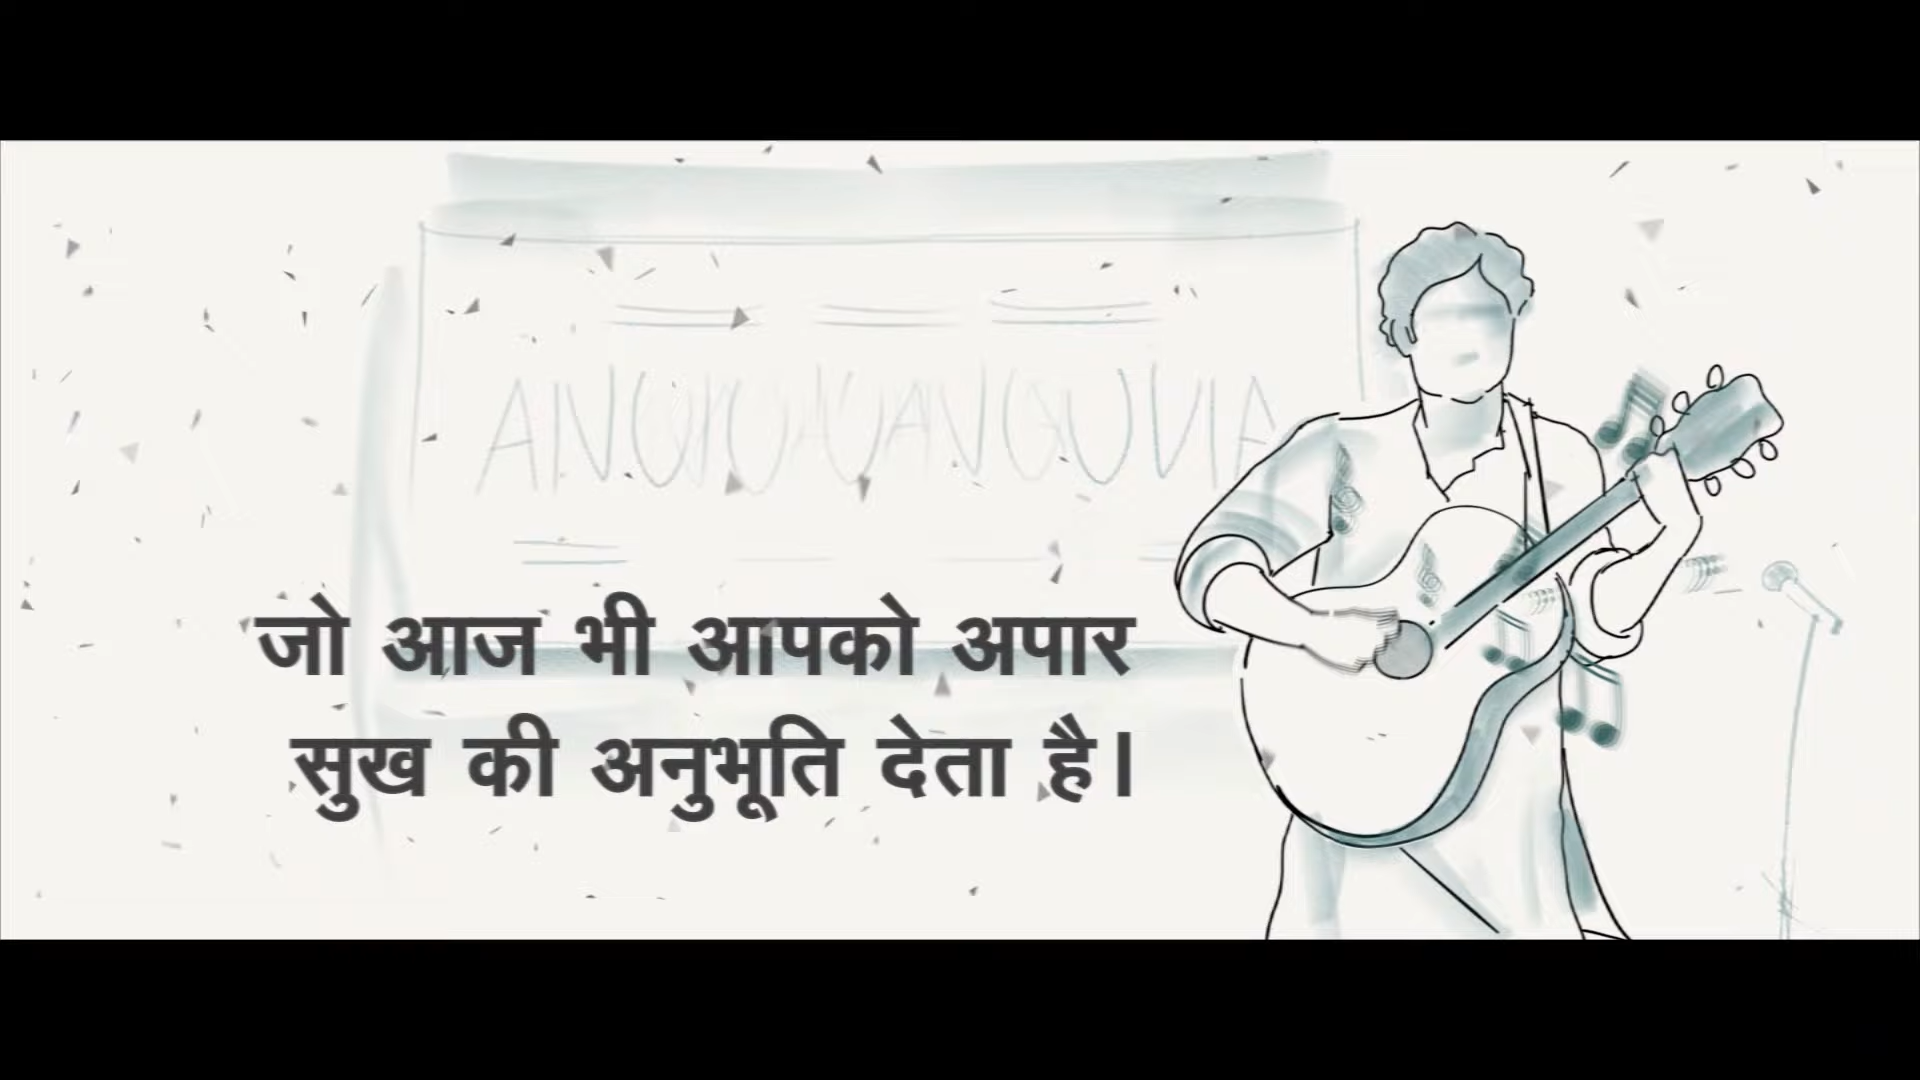 जो आज भी आपको अपार
सुख की अनुभूति देता है।